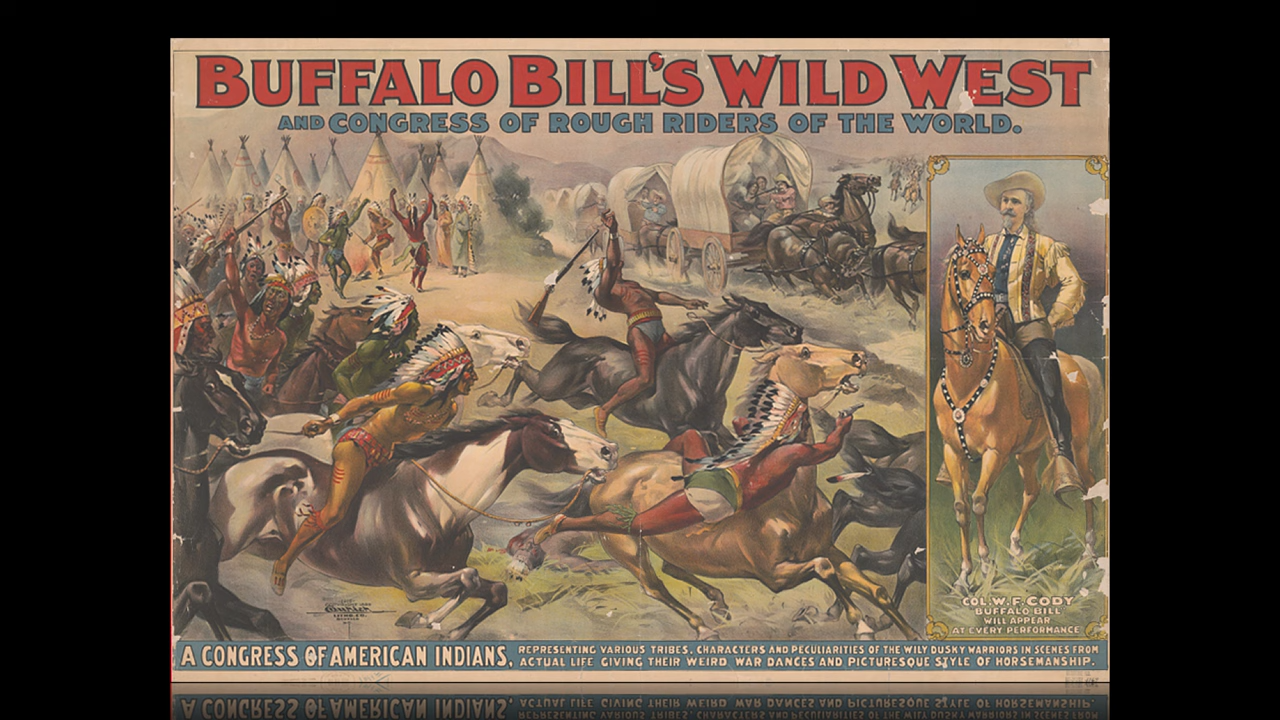 BUFFALO BILL'S WILD WEST
AND CONGRESS OF ROUGH RIDERS OF THE WORLD.
COL. W. F. CODY
BUFFALO BILL
WILL APPEAR
AT EVERY PERFORMANCE
A CONGRESS OF AMERICAN INDIANS,
REPRESENTING VARIOUS TRIBES, CHARACTERS AND PECULIARITIES OF THE WILY DUSKY WARRIORS IN SCENES FROM
ACTUAL LIFE GIVING THEIR WEIRD WAR DANCES AND PICTURESQUE STYLE OF HORSEMANSHIP.